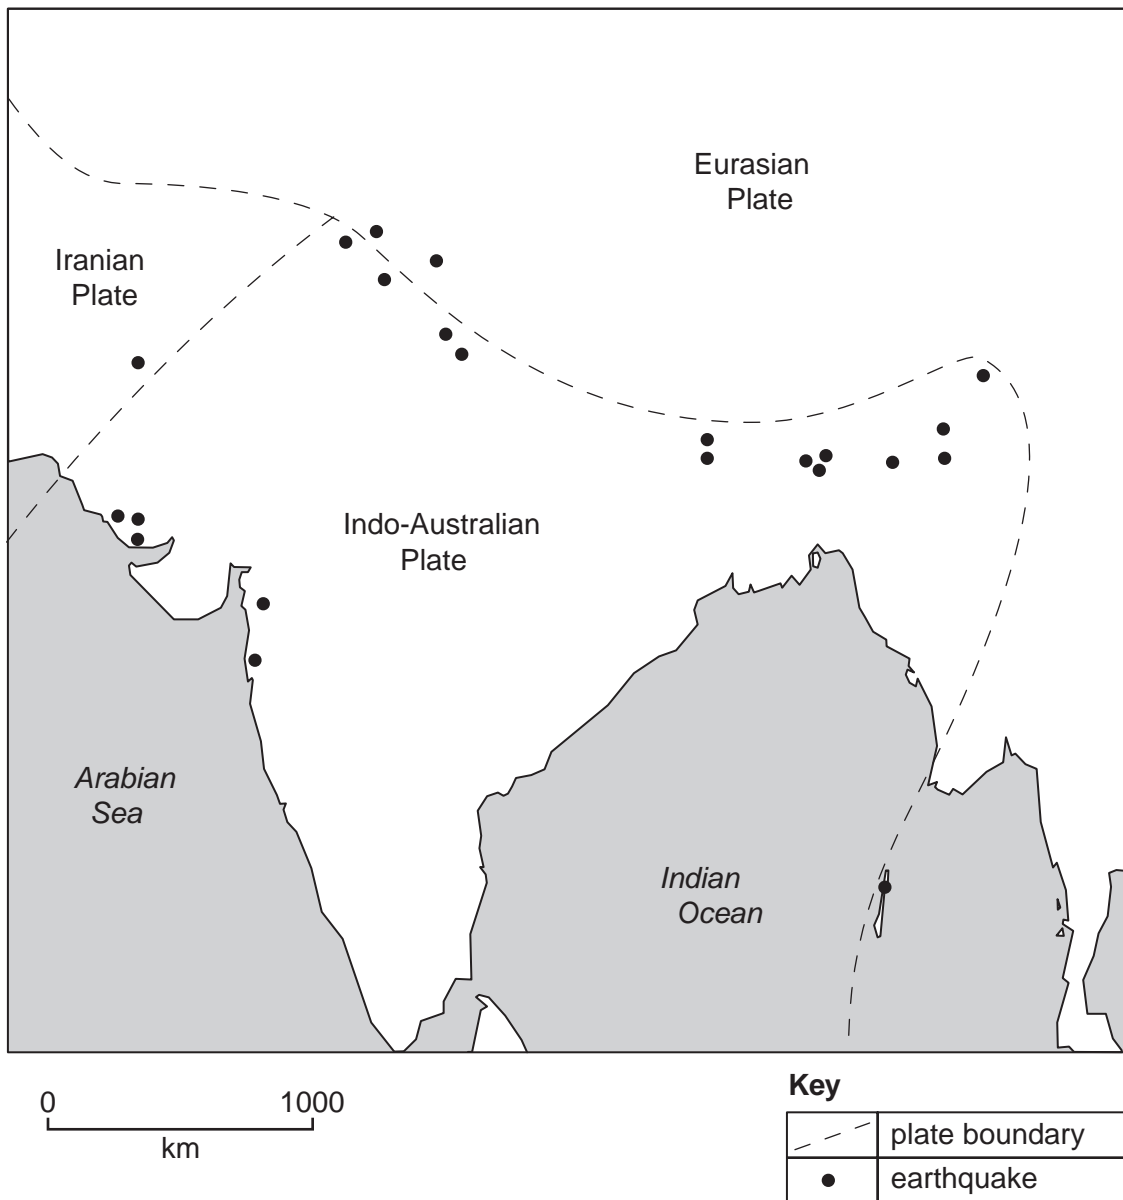 Eurasian
Plate
Iranian
Plate
Indo-Australian
Plate
Arabian
Sea
Indian
Ocean
0 1000
km
Key
plate boundary
earthquake